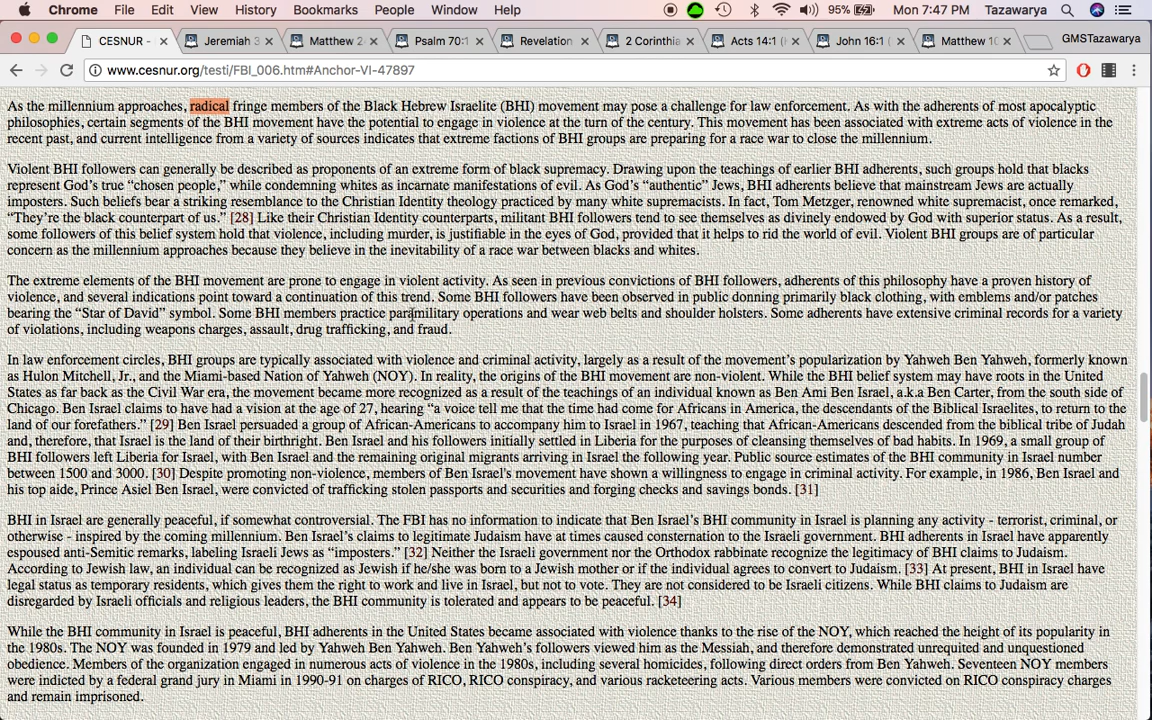 Chrome File Edit View History Bookmarks People Window Help 95% Mon 7:47 PM Tazawarya
CESNUR - Jeremiah 3 Matthew 2 Psalm 70:1 Revelation 2 Corinthia Acts 14:1 ( John 16:1 ( Matthew 10 GMSTazawarya
www.cesnur.org/testi/FBI_006.htm#Anchor-VI-47897
As the millennium approaches, radical fringe members of the Black Hebrew Israelite (BHI) movement may pose a challenge for law enforcement. As with the adherents of most apocalyptic
philosophies, certain segments of the BHI movement have the potential to engage in violence at the turn of the century. This movement has been associated with extreme acts of violence in the
recent past, and current intelligence from a variety of sources indicates that extreme factions of BHI groups are preparing for a race war to close the millennium.
Violent BHI followers can generally be described as proponents of an extreme form of black supremacy. Drawing upon the teachings of earlier BHI adherents, such groups hold that blacks
represent God’s true “chosen people,” while condemning whites as incarnate manifestations of evil. As God’s “authentic” Jews, BHI adherents believe that mainstream Jews are actually
imposters. Such beliefs bear a striking resemblance to the Christian Identity theology practiced by many white supremacists. In fact, Tom Metzger, renowned white supremacist, once remarked,
“They’re the black counterpart of us.” [28] Like their Christian Identity counterparts, militant BHI followers tend to see themselves as divinely endowed by God with superior status. As a result,
some followers of this belief system hold that violence, including murder, is justifiable in the eyes of God, provided that it helps to rid the world of evil. Violent BHI groups are of particular
concern as the millennium approaches because they believe in the inevitability of a race war between blacks and whites.
The extreme elements of the BHI movement are prone to engage in violent activity. As seen in previous convictions of BHI followers, adherents of this philosophy have a proven history of
violence, and several indications point toward a continuation of this trend. Some BHI followers have been observed in public donning primarily black clothing, with emblems and/or patches
bearing the “Star of David” symbol. Some BHI members practice paramilitary operations and wear web belts and shoulder holsters. Some adherents have extensive criminal records for a variety
of violations, including weapons charges, assault, drug trafficking, and fraud.
In law enforcement circles, BHI groups are typically associated with violence and criminal activity, largely as a result of the movement’s popularization by Yahweh Ben Yahweh, formerly known
as Hulon Mitchell, Jr., and the Miami-based Nation of Yahweh (NOY). In reality, the origins of the BHI movement are non-violent. While the BHI belief system may have roots in the United
States as far back as the Civil War era, the movement became more recognized as a result of the teachings of an individual known as Ben Ami Ben Israel, a.k.a Ben Carter, from the south side of
Chicago. Ben Israel claims to have had a vision at the age of 27, hearing “a voice tell me that the time had come for Africans in America, the descendants of the Biblical Israelites, to return to the
land of our forefathers.” [29] Ben Israel persuaded a group of African-Americans to accompany him to Israel in 1967, teaching that African-Americans descended from the biblical tribe of Judah
and, therefore, that Israel is the land of their birthright. Ben Israel and his followers initially settled in Liberia for the purposes of cleansing themselves of bad habits. In 1969, a small group of
BHI followers left Liberia for Israel, with Ben Israel and the remaining original migrants arriving in Israel the following year. Public source estimates of the BHI community in Israel number
between 1500 and 3000. [30] Despite promoting non-violence, members of Ben Israel’s movement have shown a willingness to engage in criminal activity. For example, in 1986, Ben Israel and
his top aide, Prince Asiel Ben Israel, were convicted of trafficking stolen passports and securities and forging checks and savings bonds. [31]
BHI in Israel are generally peaceful, if somewhat controversial. The FBI has no information to indicate that Ben Israel’s BHI community in Israel is planning any activity - terrorist, criminal, or
otherwise - inspired by the coming millennium. Ben Israel’s claims to legitimate Judaism have at times caused consternation to the Israeli government. BHI adherents in Israel have apparently
espoused anti-Semitic remarks, labeling Israeli Jews as “imposters.” [32] Neither the Israeli government nor the Orthodox rabbinate recognize the legitimacy of BHI claims to Judaism.
According to Jewish law, an individual can be recognized as Jewish if he/she was born to a Jewish mother or if the individual agrees to convert to Judaism. [33] At present, BHI in Israel have
legal status as temporary residents, which gives them the right to work and live in Israel, but not to vote. They are not considered to be Israeli citizens. While BHI claims to Judaism are
disregarded by Israeli officials and religious leaders, the BHI community is tolerated and appears to be peaceful. [34]
While the BHI community in Israel is peaceful, BHI adherents in the United States became associated with violence thanks to the rise of the NOY, which reached the height of its popularity in
the 1980s. The NOY was founded in 1979 and led by Yahweh Ben Yahweh. Ben Yahweh’s followers viewed him as the Messiah, and therefore demonstrated unrequited and unquestioned
obedience. Members of the organization engaged in numerous acts of violence in the 1980s, including several homicides, following direct orders from Ben Yahweh. Seventeen NOY members
were indicted by a federal grand jury in Miami in 1990-91 on charges of RICO, RICO conspiracy, and various racketeering acts. Various members were convicted on RICO conspiracy charges
and remain imprisoned.